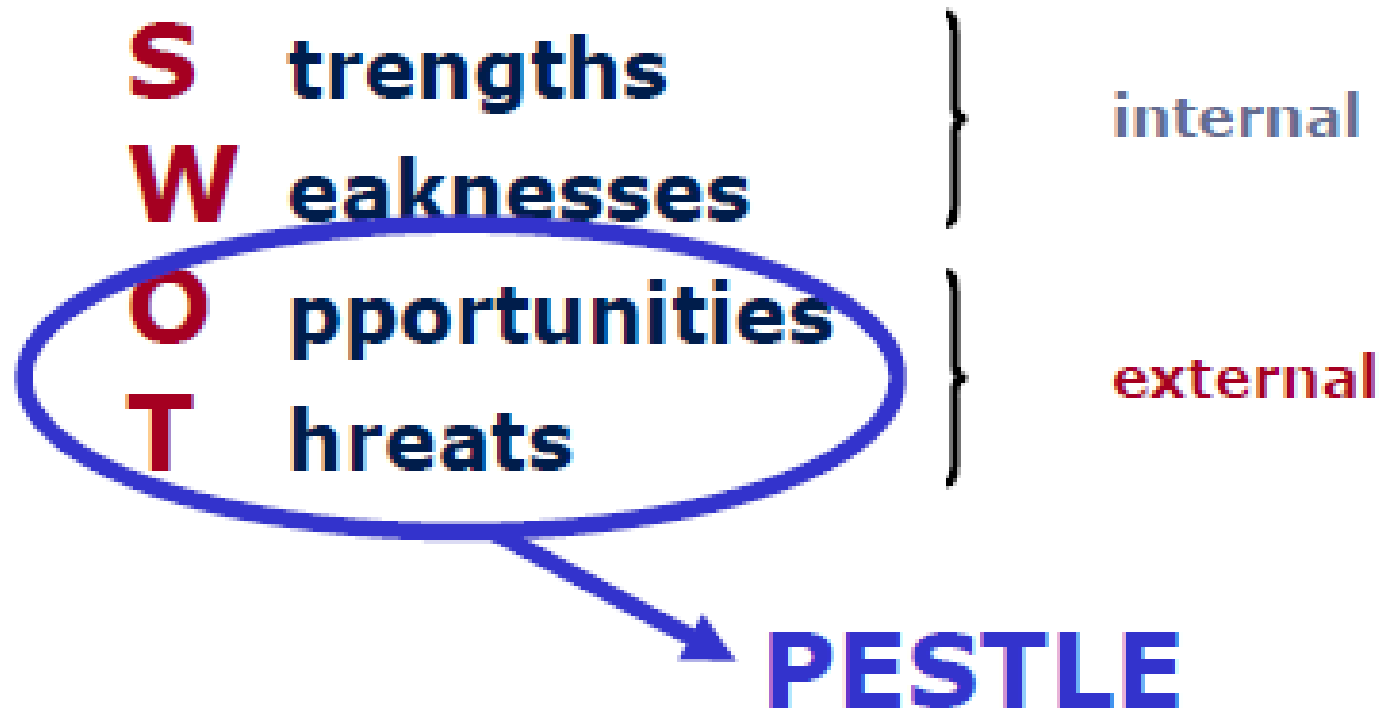 S trengths
W eaknesses
internal
O pportunities
T hreats
external
PESTLE